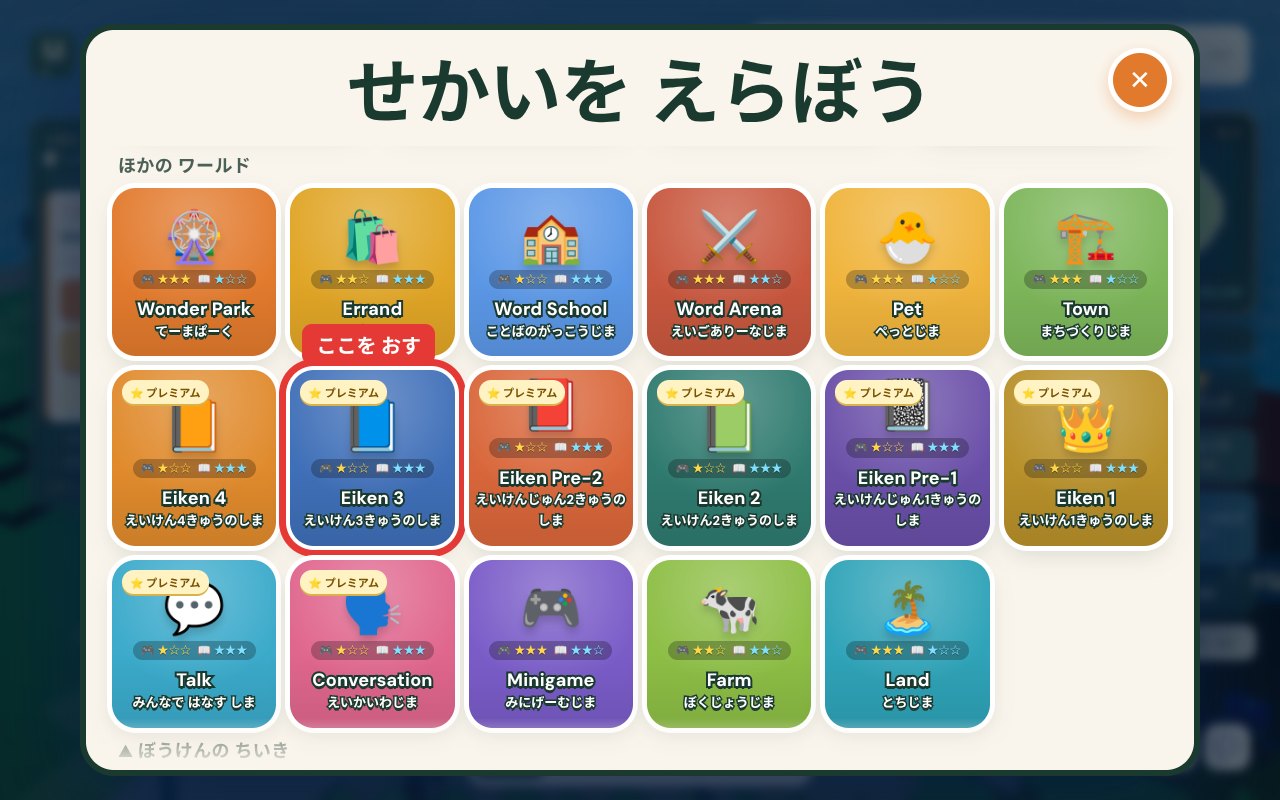 せかいを えらぼう
×
ほかの ワールド
🎮 ★★★ 📖 ★☆☆
Wonder Park
てーまぱーく
🎮 ★★☆ 📖 ★★★
Errand
🎮 ★☆☆ 📖 ★★★
Word School
ことばのがっこうじま
🎮 ★★★ 📖 ★★☆
Word Arena
えいごありーなじま
🎮 ★★★ 📖 ★☆☆
Pet
ぺっとじま
🎮 ★★★ 📖 ★☆☆
Town
まちづくりじま
ここを おす
⭐ プレミアム
🎮 ★☆☆ 📖 ★★★
Eiken 4
えいけん4きゅうのしま
⭐ プレミアム
🎮 ★☆☆ 📖 ★★★
Eiken 3
えいけん3きゅうのしま
⭐ プレミアム
🎮 ★☆☆ 📖 ★★★
Eiken Pre-2
えいけんじゅん2きゅうの
しま
⭐ プレミアム
🎮 ★☆☆ 📖 ★★★
Eiken 2
えいけん2きゅうのしま
⭐ プレミアム
🎮 ★☆☆ 📖 ★★★
Eiken Pre-1
えいけんじゅん1きゅうの
しま
⭐ プレミアム
🎮 ★☆☆ 📖 ★★★
Eiken 1
えいけん1きゅうのしま
⭐ プレミアム
🎮 ★☆☆ 📖 ★★★
Talk
みんなで はなす しま
⭐ プレミアム
🎮 ★☆☆ 📖 ★★★
Conversation
えいかいわじま
🎮 ★★★ 📖 ★★☆
Minigame
みにげーむじま
🎮 ★★☆ 📖 ★★☆
Farm
ぼくじょうじま
🎮 ★★★ 📖 ★☆☆
Land
とちじま
▲ ぼうけんの ちいき